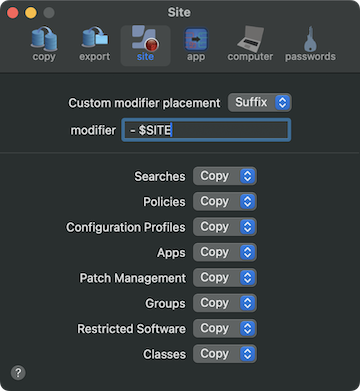 Site
copy export site app computer passwords
Custom modifier placement Suffix
modifier - $SITE
Searches Copy
Policies Copy
Configuration Profiles Copy
Apps Copy
Patch Management Copy
Groups Copy
Restricted Software Copy
Classes Copy
?